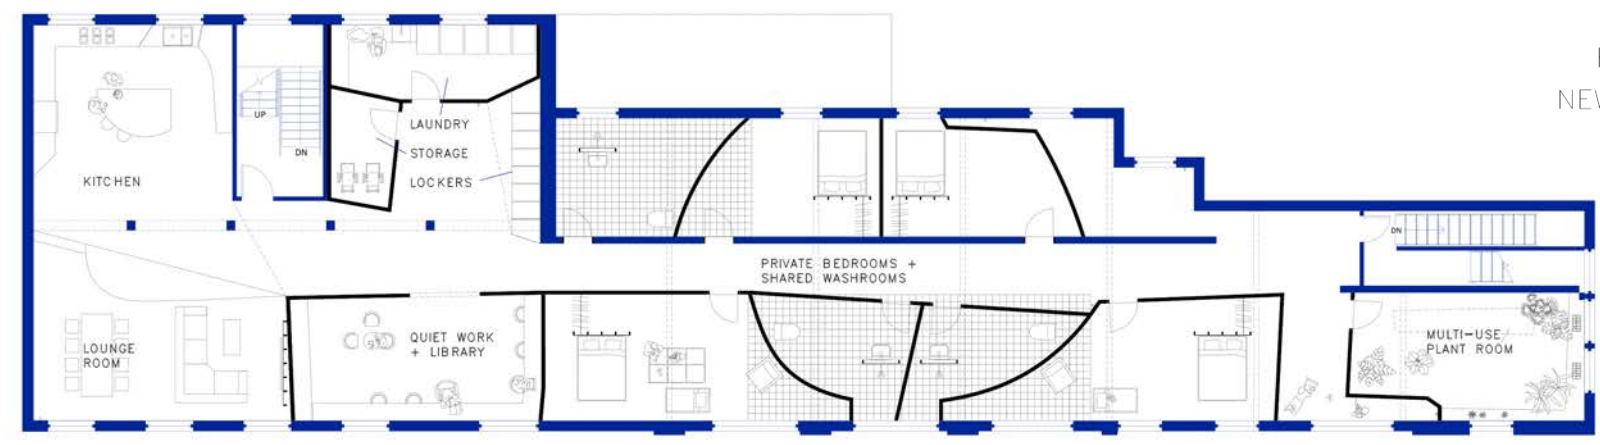 NEW
LAUNDRY
UP
STORAGE
DN
LOCKERS
KITCHEN
DN
PRIVATE BEDROOMS +
SHARED WASHROOMS
QUIET WORK
+ LIBRARY
LOUNGE
ROOM
MULTI-USE/
PLANT ROOM